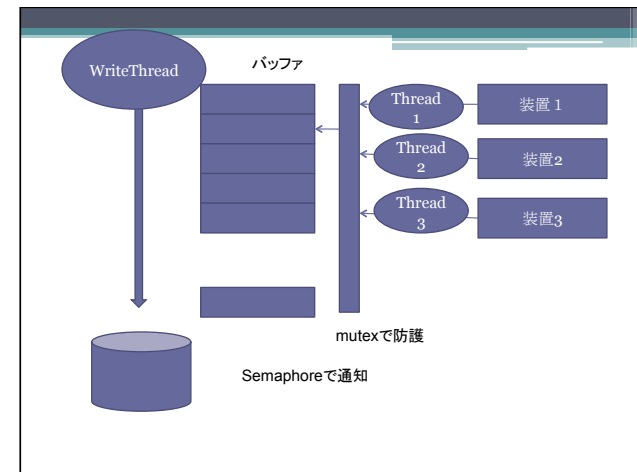 WriteThread
バッファ
Thread
1
装置1
Thread
2
装置2
Thread
3
装置3
mutexで防護
Semaphoreで通知